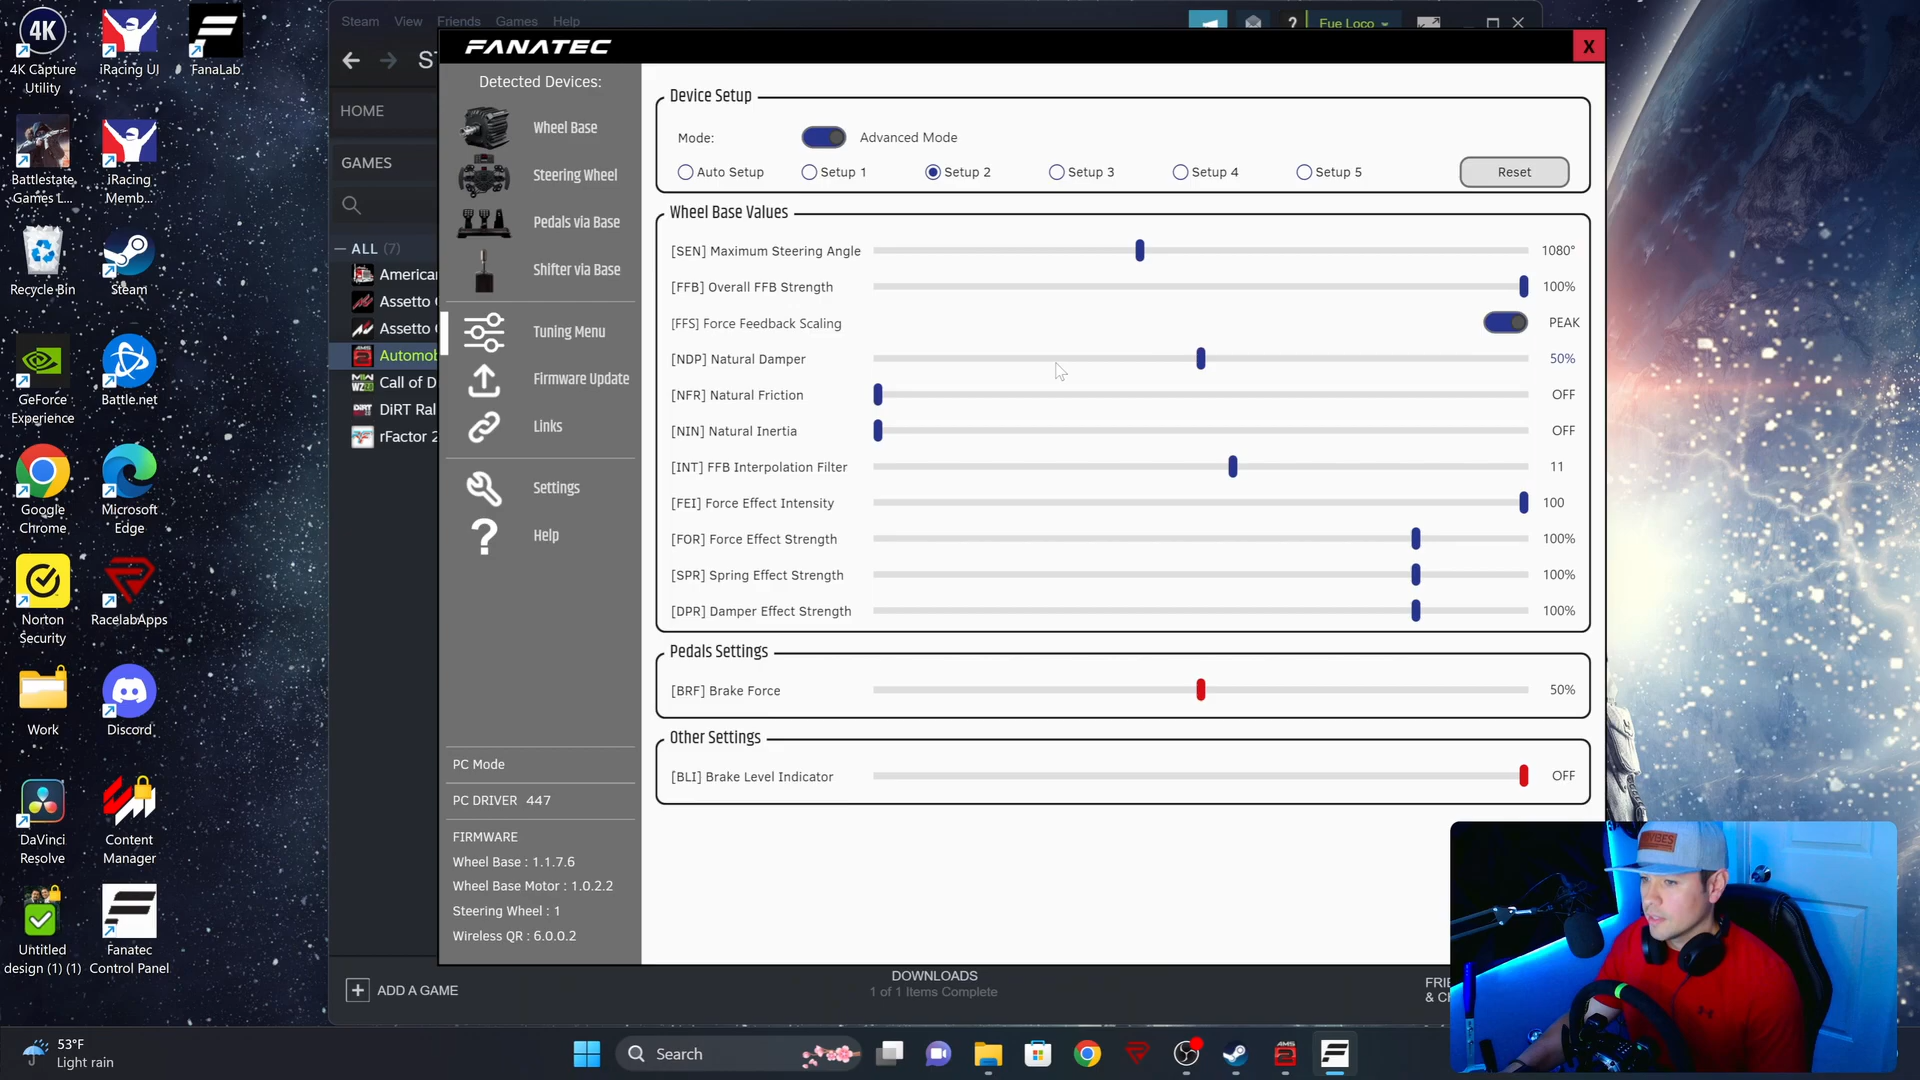 4K
4K Capture
Utility
iRacing UI
FanaLab
Battlestate
Games L...
iRacing
Memb...
Recycle Bin
Steam
GeForce
Experience
Battle.net
Google
Chrome
Microsoft
Edge
Norton
Security
RacelabApps
Work
Discord
DaVinci
Resolve
Content
Manager
Untitled
design (1) (1)
Fanatec
Control Panel
Steam View Friends Games Help
? Fue Loco
S
HOME
GAMES
ALL (7)
American
Assetto
Assetto
Automob
Call of D
DiRT Ral
rFactor 2
FANATEC
X
Detected Devices:
Wheel Base
Steering Wheel
Pedals via Base
Shifter via Base
Tuning Menu
Firmware Update
Links
Settings
? Help
PC Mode
PC DRIVER 447
FIRMWARE
Wheel Base : 1.1.7.6
Wheel Base Motor : 1.0.2.2
Steering Wheel : 1
Wireless QR : 6.0.0.2
Device Setup
Mode: Advanced Mode
Auto Setup Setup 1 Setup 2 Setup 3 Setup 4 Setup 5 Reset
Wheel Base Values
[SEN] Maximum Steering Angle 1080°
[FFB] Overall FFB Strength 100%
[FFS] Force Feedback Scaling PEAK
[NDP] Natural Damper 50%
[NFR] Natural Friction OFF
[NIN] Natural Inertia OFF
[INT] FFB Interpolation Filter 11
[FEI] Force Effect Intensity 100
[FOR] Force Effect Strength 100%
[SPR] Spring Effect Strength 100%
[DPR] Damper Effect Strength 100%
Pedals Settings
[BRF] Brake Force 50%
Other Settings
[BLI] Brake Level Indicator OFF
+ ADD A GAME
DOWNLOADS
1 of 1 Items Complete
FRIE
& C
53°F
Light rain
Search